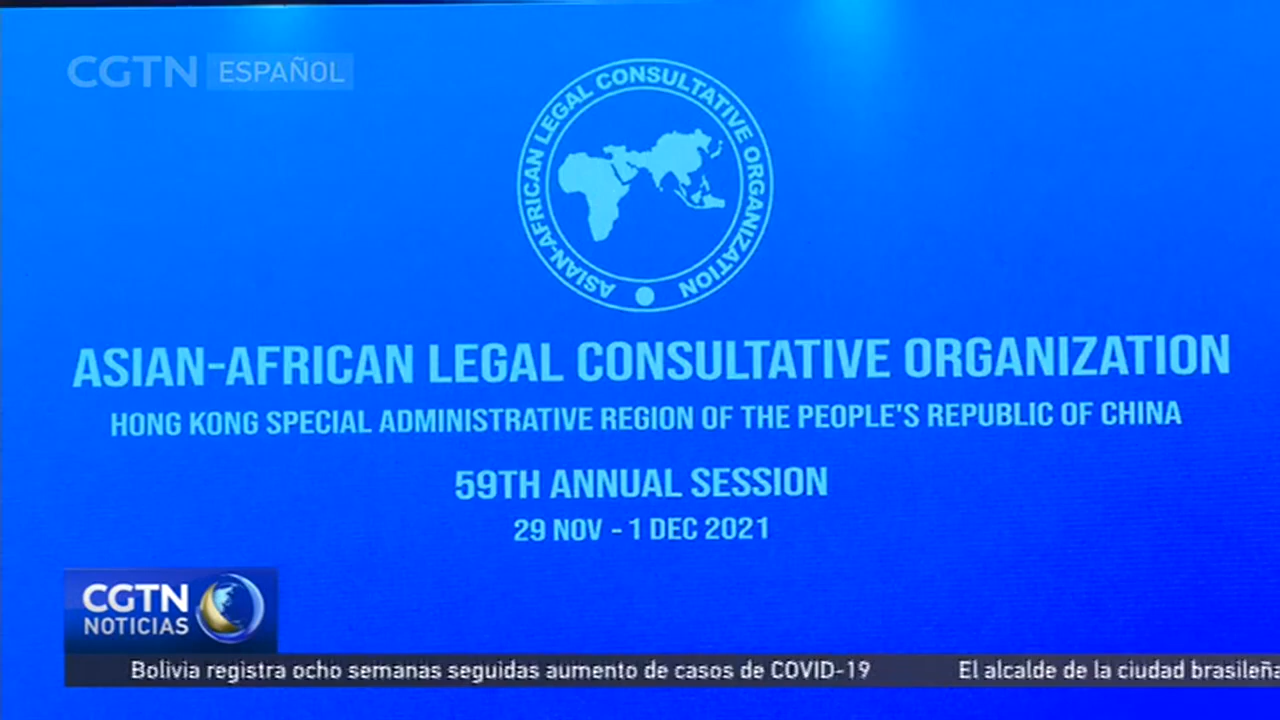 CGTN ESPAÑOL
ASIAN-AFRICAN LEGAL CONSULTATIVE ORGANIZATION
ASIAN-AFRICAN LEGAL CONSULTATIVE ORGANIZATION
HONG KONG SPECIAL ADMINISTRATIVE REGION OF THE PEOPLE'S REPUBLIC OF CHINA
59TH ANNUAL SESSION
29 NOV - 1 DEC 2021
CGTN
NOTICIAS
Bolivia registra ocho semanas seguidas aumento de casos de COVID-19 El alcalde de la ciudad brasileña